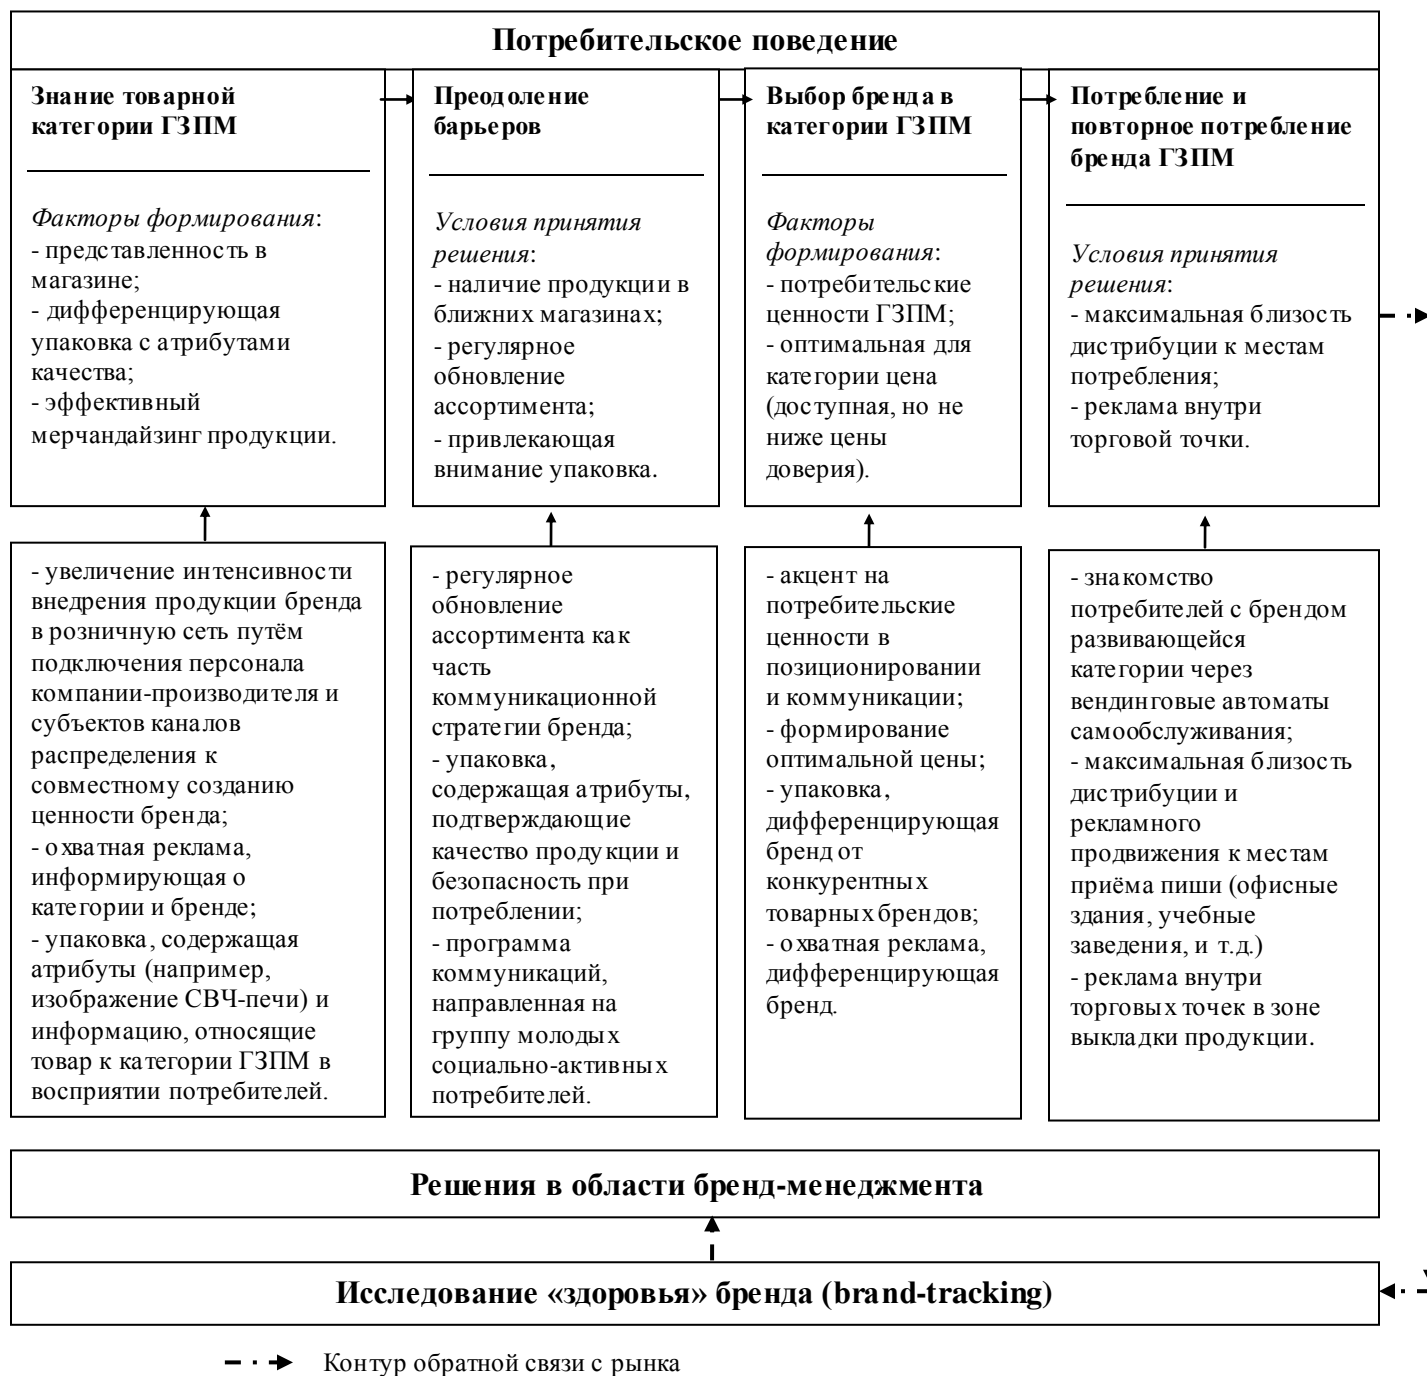 Потребительское поведение
Знание товарной
категории ГЗПМ
Факторы формирования:
- представленность в
магазине;
- дифференцирующая
упаковка с атрибутами
качества;
- эффективный
мерчандайзинг продукции.
Преодоление
барьеров
Условия принятия
решения:
- наличие продукции в
ближних магазинах;
- регулярное
обновление
ассортимента;
- привлекающая
внимание упаковка.
Выбор бренда в
категории ГЗПМ
Факторы
формирования:
- потребительские
ценности ГЗПМ;
- оптимальная для
категории цена
(доступная, но не
ниже цены
доверия).
Потребление и
повторное потребление
бренда ГЗПМ
Условия принятия
решения:
- максимальная близость
дистрибуции к местам
потребления;
- реклама внутри
торговой точки.
- увеличение интенсивности
внедрения продукции бренда
в розничную сеть путём
подключения персонала
компании-производителя и
субъектов каналов
распределения к
совместному созданию
ценности бренда;
- охватная реклама,
информирующая о
категории и бренде;
- упаковка, содержащая
атрибуты (например,
изображение СВЧ-печи) и
информацию, относящие
товар к категории ГЗПМ в
восприятии потребителей.
- регулярное
обновление
ассортимента как
часть
коммуникационной
стратегии бренда;
- упаковка,
содержащая атрибуты,
подтверждающие
качество продукции и
безопасность при
потреблении;
- программа
коммуникаций,
направленная на
группу молодых
социально-активных
потребителей.
- акцент на
потребительские
ценности в
позиционировании
и коммуникации;
- формирование
оптимальной цены;
- упаковка,
дифференцирующая
бренд от
конкурентных
товарных брендов;
- охватная реклама,
дифференцирующая
бренд.
- знакомство
потребителей с брендом
развивающейся
категории через
вендинговые автоматы
самообслуживания;
- максимальная близость
дистрибуции и
рекламного
продвижения к местам
приёма пиши (офисные
здания, учебные
заведения, и т.д.)
- реклама внутри
торговых точек в зоне
выкладки продукции.
Решения в области бренд-менеджмента
Исследование «здоровья» бренда (brand-tracking)
Контур обратной связи с рынка